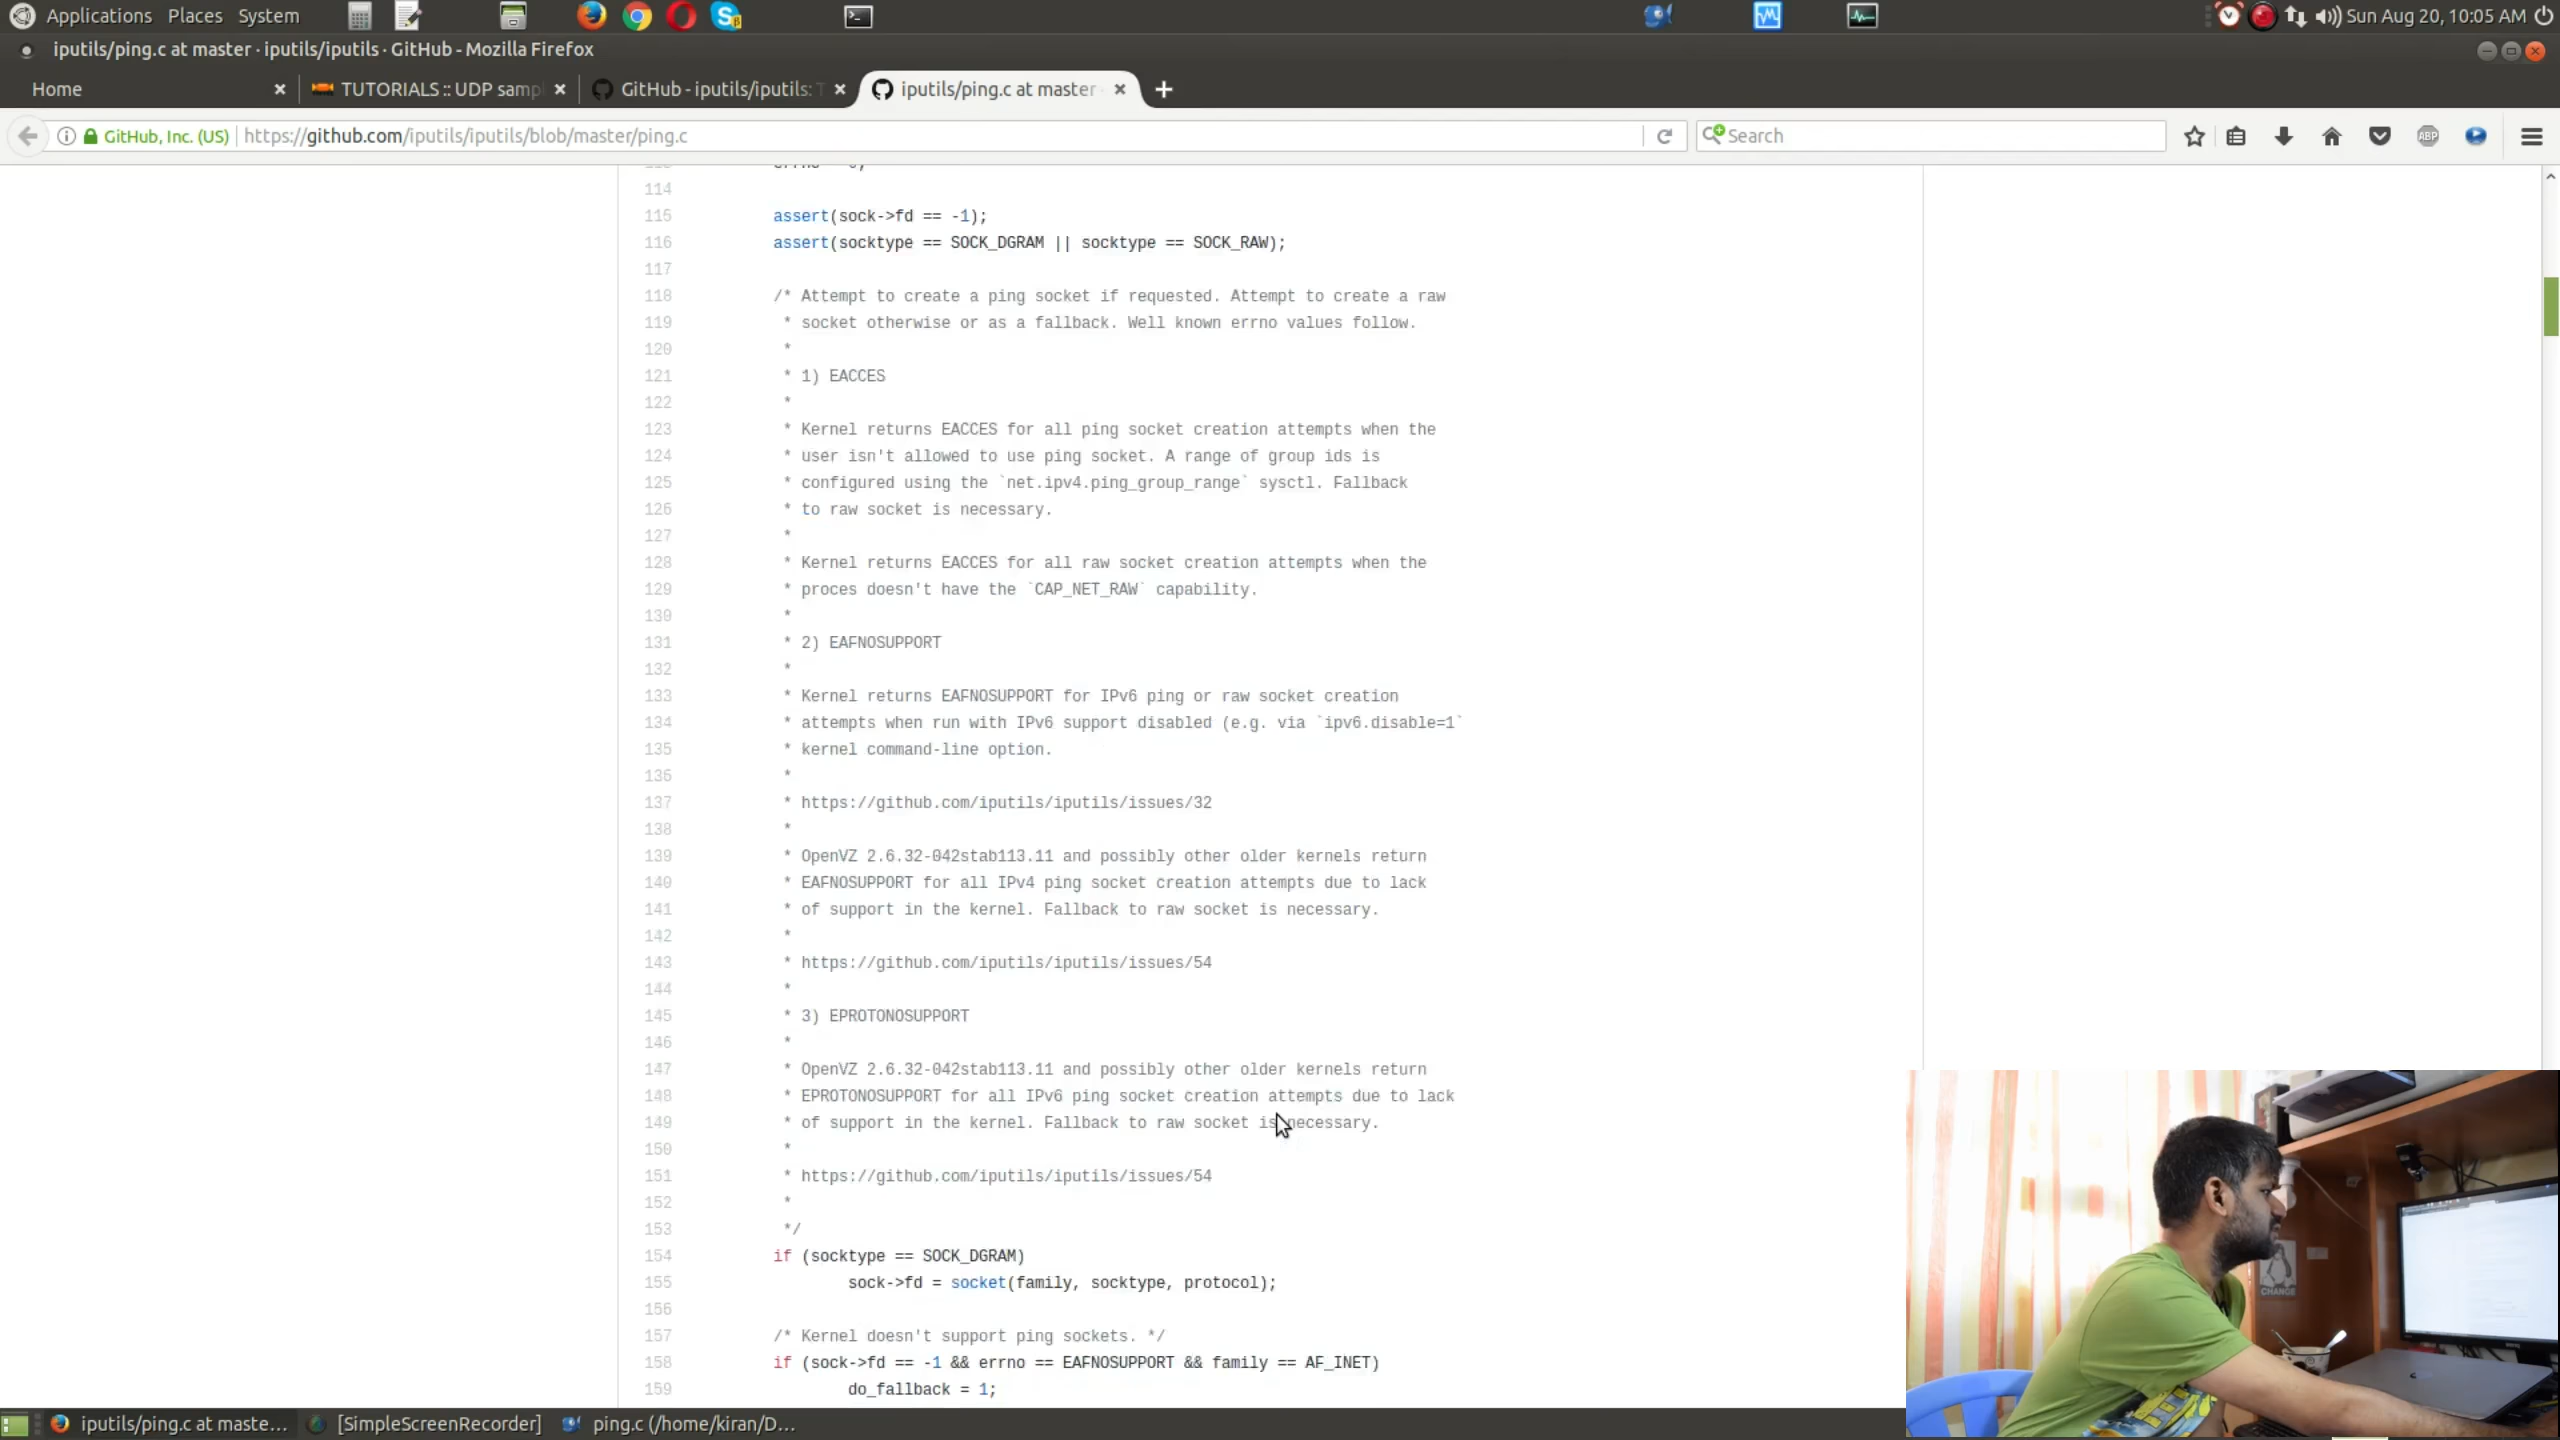 Applications Places System
Sun Aug 20, 10:05 AM
iputils/ping.c at master · iputils/iputils · GitHub - Mozilla Firefox
Home
TUTORIALS :: UDP samp
GitHub - iputils/iputils: T
iputils/ping.c at master
GitHub, Inc. (US)
https://github.com/iputils/iputils/blob/master/ping.c
Search
ABP
114
115 assert(sock->fd == -1);
116 assert(socktype == SOCK_DGRAM || socktype == SOCK_RAW);
117
118 /* Attempt to create a ping socket if requested. Attempt to create a raw
119 * socket otherwise or as a fallback. Well known errno values follow.
120 *
121 * 1) EACCES
122 *
123 * Kernel returns EACCES for all ping socket creation attempts when the
124 * user isn't allowed to use ping socket. A range of group ids is
125 * configured using the `net.ipv4.ping_group_range` sysctl. Fallback
126 * to raw socket is necessary.
127 *
128 * Kernel returns EACCES for all raw socket creation attempts when the
129 * proces doesn't have the `CAP_NET_RAW` capability.
130 *
131 * 2) EAFNOSUPPORT
132 *
133 * Kernel returns EAFNOSUPPORT for IPv6 ping or raw socket creation
134 * attempts when run with IPv6 support disabled (e.g. via `ipv6.disable=1`
135 * kernel command-line option.
136 *
137 * https://github.com/iputils/iputils/issues/32
138 *
139 * OpenVZ 2.6.32-042stab113.11 and possibly other older kernels return
140 * EAFNOSUPPORT for all IPv4 ping socket creation attempts due to lack
141 * of support in the kernel. Fallback to raw socket is necessary.
142 *
143 * https://github.com/iputils/iputils/issues/54
144 *
145 * 3) EPROTONOSUPPORT
146 *
147 * OpenVZ 2.6.32-042stab113.11 and possibly other older kernels return
148 * EPROTONOSUPPORT for all IPv6 ping socket creation attempts due to lack
149 * of support in the kernel. Fallback to raw socket is necessary.
150 *
151 * https://github.com/iputils/iputils/issues/54
152 *
153 */
154 if (socktype == SOCK_DGRAM)
155 sock->fd = socket(family, socktype, protocol);
156
157 /* Kernel doesn't support ping sockets. */
158 if (sock->fd == -1 && errno == EAFNOSUPPORT && family == AF_INET)
159 do_fallback = 1;
CHANGE
iputils/ping.c at maste...
[SimpleScreenRecorder]
ping.c (/home/kiran/D...